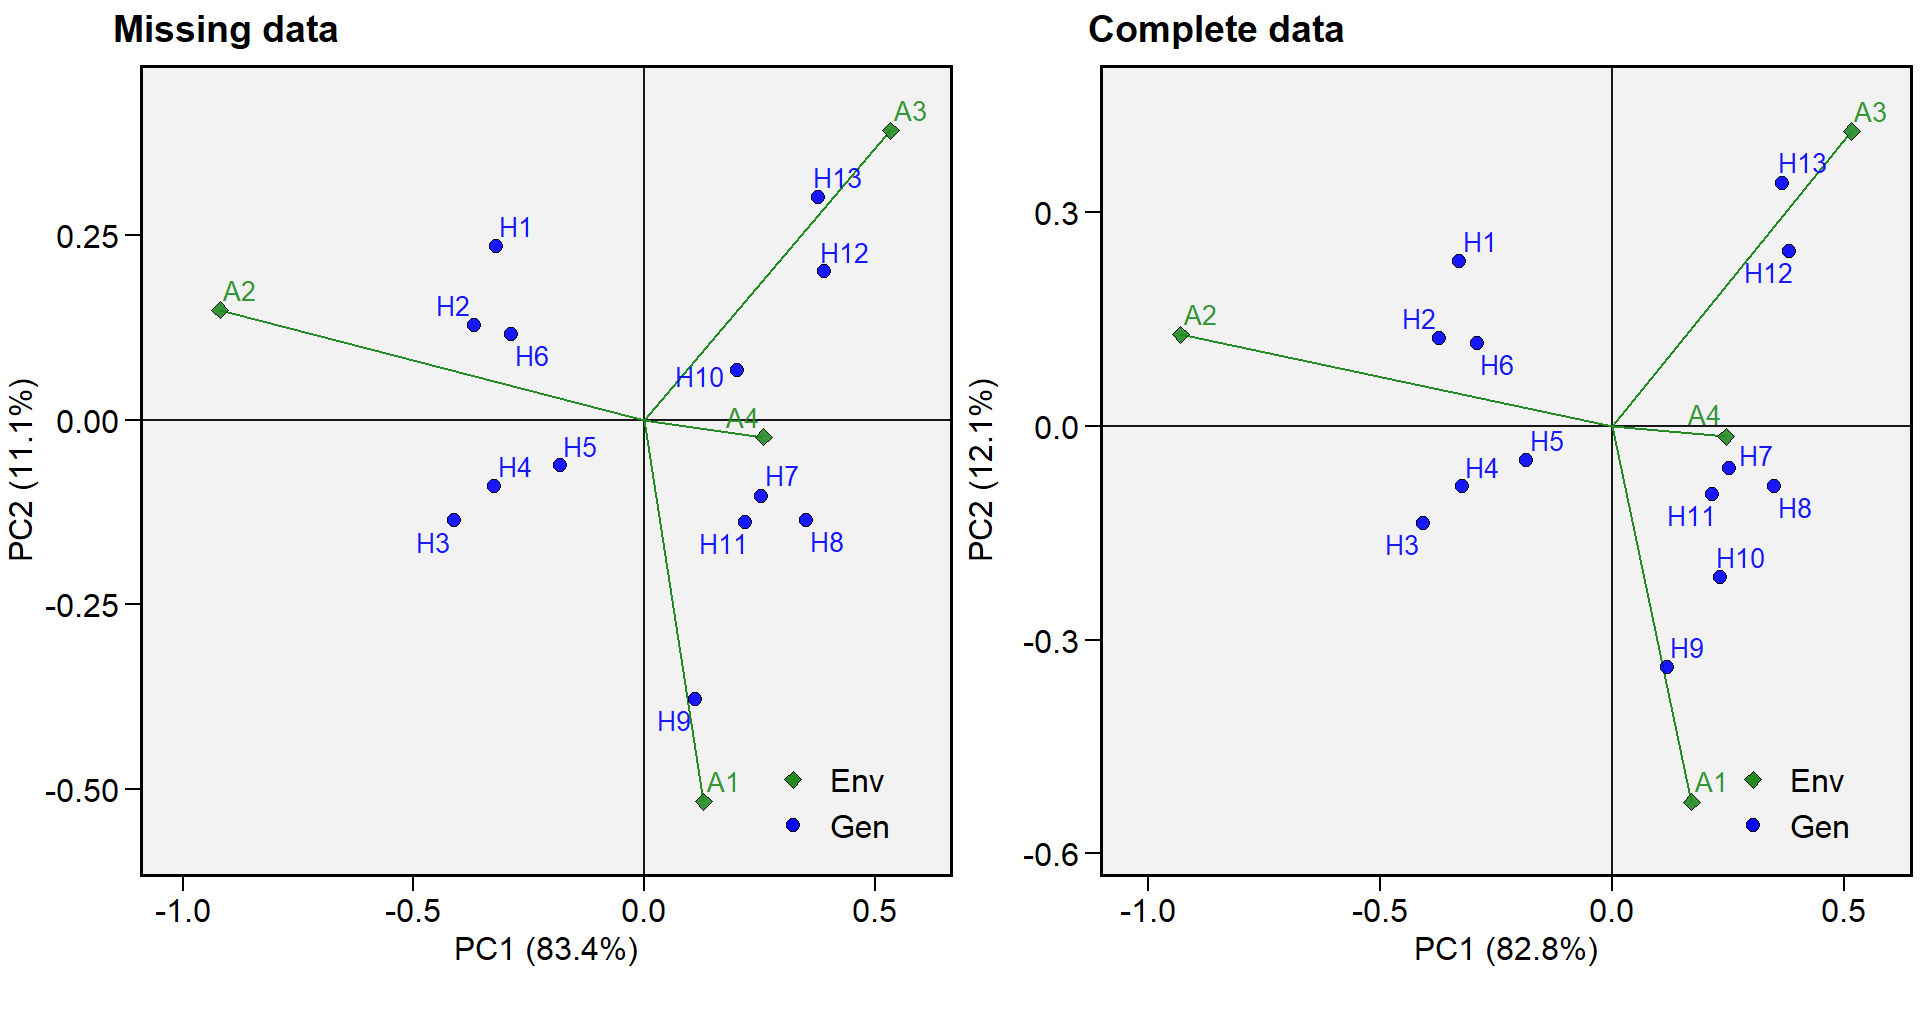 Missing data
A3
H13
H1
H12
0.25
A2
H2
H6
H10
A4
0.00
H5
H4
H7
H3
H11
H8
-0.25
H9
A1
-0.50
Env
Gen
PC2 (11.1%)
-1.0
-0.5
0.0
0.5
PC1 (83.4%)
Complete data
A3
H13
0.3
H1
H12
A2
H2
H6
A4
0.0
H5
H7
H4
H8
H11
H3
H10
-0.3
H9
A1
Env
Gen
-0.6
PC2 (12.1%)
-1.0
-0.5
0.0
0.5
PC1 (82.8%)